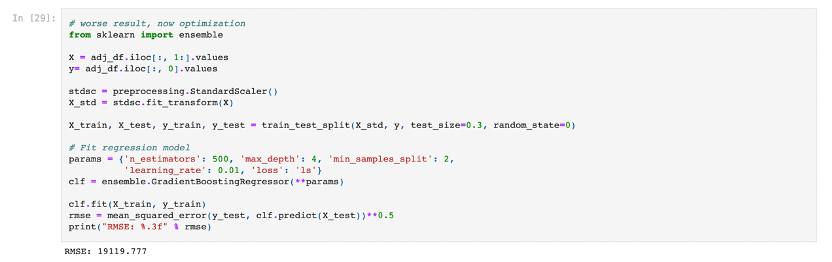 In [29]:
# worse result, now optimization
from sklearn import ensemble
X = adj_df.iloc[:, 1:].values
y= adj_df.iloc[:, 0].values
stdsc = preprocessing.StandardScaler()
X_std = stdsc.fit_transform(X)
X_train, X_test, y_train, y_test = train_test_split(X_std, y, test_size=0.3, random_state=0)
# Fit regression model
params = {'n_estimators': 500, 'max_depth': 4, 'min_samples_split': 2,
'learning_rate': 0.01, 'loss': 'ls'}
clf = ensemble.GradientBoostingRegressor(**params)
clf.fit(X_train, y_train)
rmse = mean_squared_error(y_test, clf.predict(X_test))**0.5
print("RMSE: %.3f" % rmse)
RMSE: 19119.777